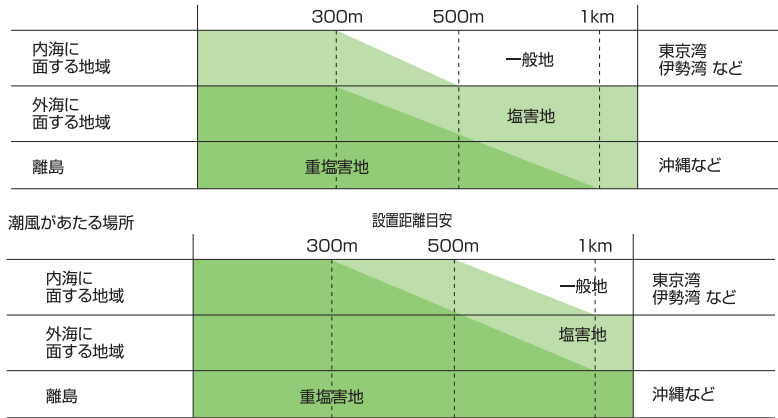 300m 500m 1km
内海に
面する地域
一般地
東京湾
伊勢湾 など
外海に
面する地域
塩害地
離島
重塩害地
沖縄など
潮風があたる場所
設置距離目安
300m 500m 1km
内海に
面する地域
一般地
東京湾
伊勢湾 など
外海に
面する地域
塩害地
離島
重塩害地
沖縄など